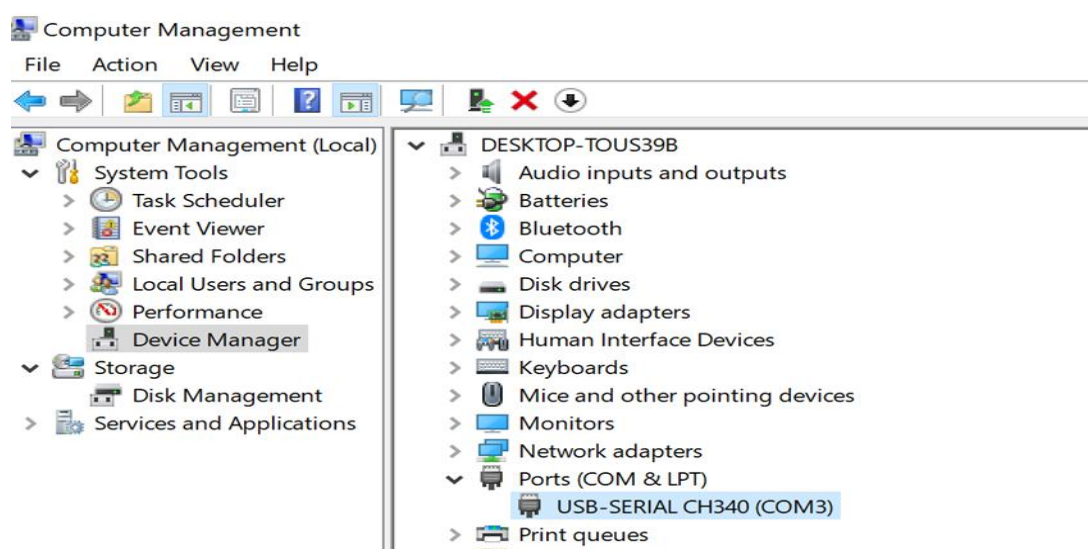 Computer Management
File Action View Help
Computer Management (Local)
System Tools
Task Scheduler
Event Viewer
Shared Folders
Local Users and Groups
Performance
Device Manager
Storage
Disk Management
Services and Applications
DESKTOP-TOUS39B
Audio inputs and outputs
Batteries
Bluetooth
Computer
Disk drives
Display adapters
Human Interface Devices
Keyboards
Mice and other pointing devices
Monitors
Network adapters
Ports (COM & LPT)
USB-SERIAL CH340 (COM3)
Print queues